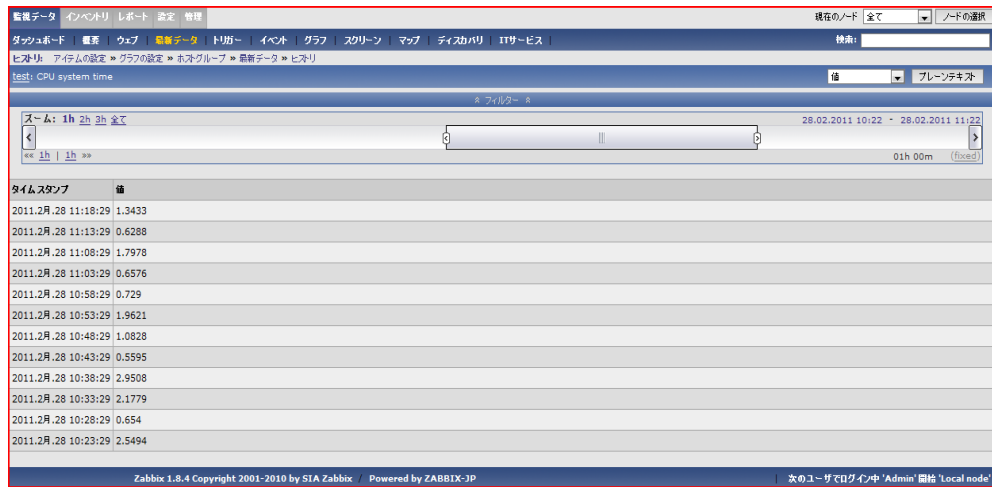 監視データ インベントリ レポート 設定 管理 現在のノード 全て ノードの選択
ダッシュボード | 概要 | ウェブ | 最新データ | トリガー | イベント | グラフ | スクリーン | マップ | ディスカバリ | ITサービス | 検索:
ヒストリ: アイテムの設定 » グラフの設定 » ホストグループ » 最新データ » ヒストリ
test: CPU system time 値 プレーンテキスト
フィルター
ズーム: 1h 2h 3h 全て 28.02.2011 10:22 - 28.02.2011 11:22
«« 1h | 1h »» 01h 00m (fixed)
タイムスタンプ 値
2011.2月.28 11:18:29 1.3433
2011.2月.28 11:13:29 0.6288
2011.2月.28 11:08:29 1.7978
2011.2月.28 11:03:29 0.6576
2011.2月.28 10:58:29 0.729
2011.2月.28 10:53:29 1.9621
2011.2月.28 10:48:29 1.0828
2011.2月.28 10:43:29 0.5595
2011.2月.28 10:38:29 2.9508
2011.2月.28 10:33:29 2.1779
2011.2月.28 10:28:29 0.654
2011.2月.28 10:23:29 2.5494
Zabbix 1.8.4 Copyright 2001-2010 by SIA Zabbix / Powered by ZABBIX-JP | 次のユーザでログイン中 'Admin' 開始 'Local node'